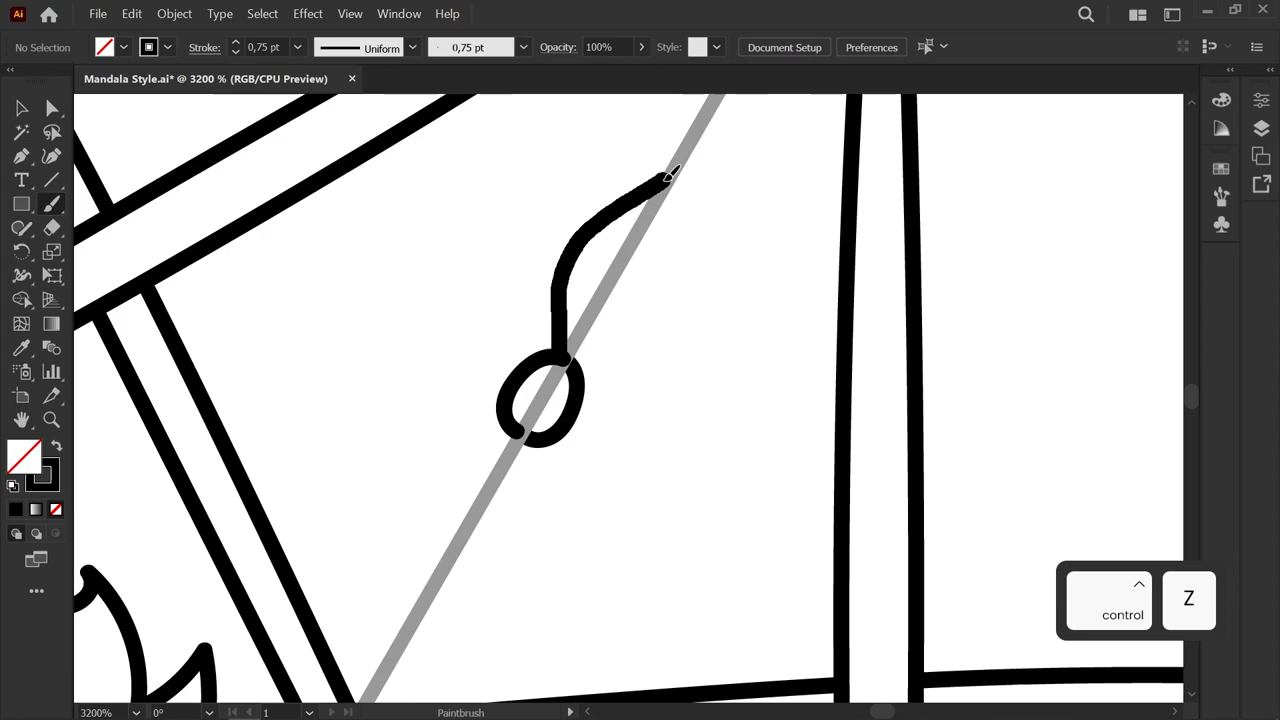 Ai File Edit Object Type Select Effect View Window Help
No Selection Stroke: 0,75 pt Uniform 0,75 pt Opacity: 100% Style: Document Setup Preferences
Mandala Style.ai* @ 3200 % (RGB/CPU Preview)
T
control Z
3200% 0° 1 Paintbrush